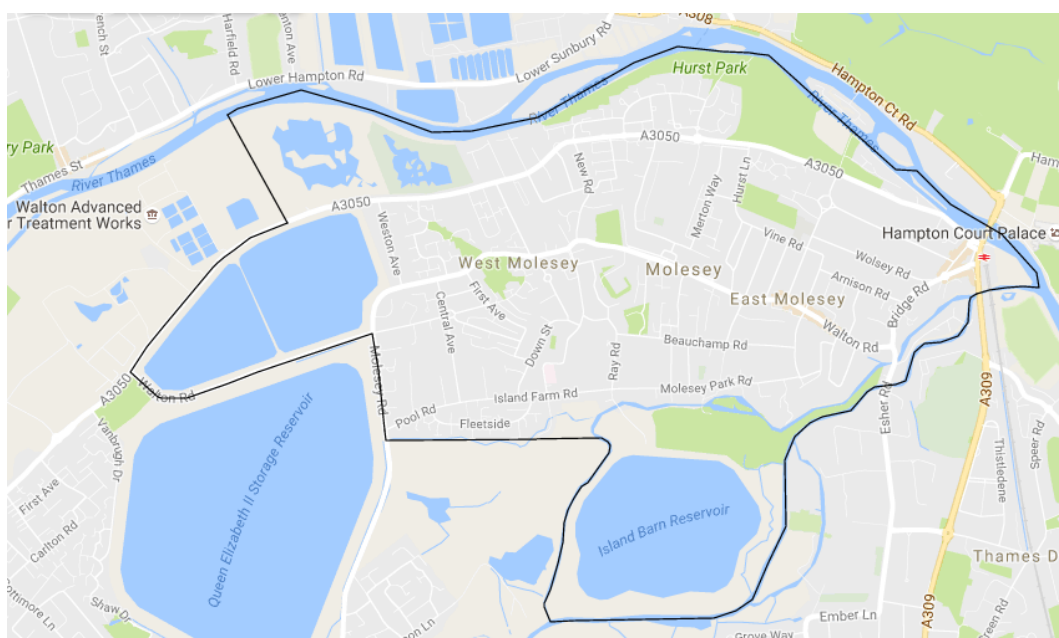 A308
Lower Sunbury Rd
Harfield Rd
Lower Hampton Rd
Hurst Park
Hampton Ct Rd
River Thames
River Thames
Thames St
River Thames
A3050
A3050
New Rd
Hurst Ln
Merton Way
A3050
Walton Advanced
r Treatment Works
Weston Ave
Vine Rd
Wolsey Rd
Hampton Court Palace
West Molesey
Molesey
Arnison Rd
Bridge Rd
First Ave
East Molesey
Central Ave
Walton Rd
Down St
Beauchamp Rd
Ray Rd
A3050
Walton Rd
Molesey Rd
Molesey Park Rd
Island Farm Rd
A309
Pool Rd
Fleetside
Esher Rd
Vanbrugh Dr
Speer Rd
Thistledene
First Ave
Queen Elizabeth II Storage Reservoir
Island Barn Reservoir
Carlton Rd
Thames D
Shaw Dr
Ember Ln
A309
Grove Way